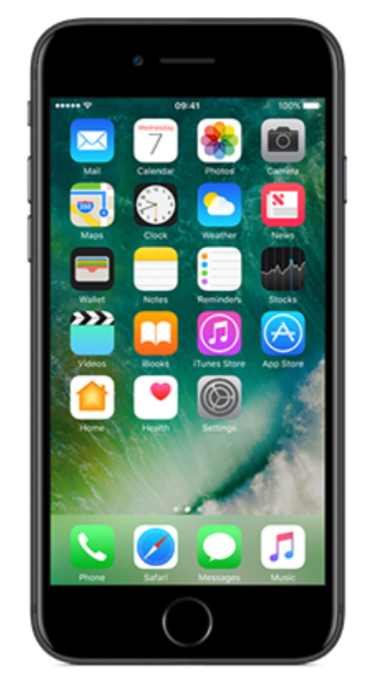 09:41 100%
Mail Wednesday 7 Calendar Photos Camera
280 Maps Clock Weather News
Wallet Notes Reminders Stocks
Videos iBooks iTunes Store App Store
Home Health Settings
Phone Safari Messages Music